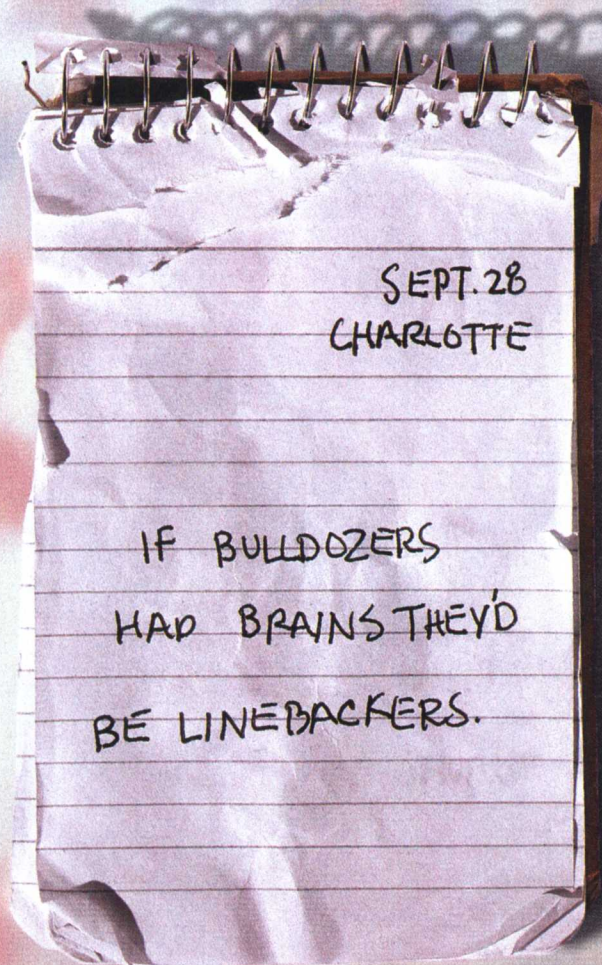 SEPT. 28
CHARLOTTE
IF BULLDOZERS
HAD BRAINS THEY'D
BE LINEBACKERS.